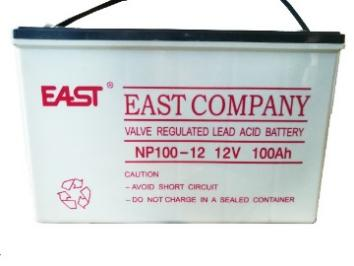 EAST®
EAST COMPANY
VALVE REGULATED LEAD ACID BATTERY
NP100-12 12V 100Ah
CAUTION
– AVOID SHORT CIRCUIT
– DO NOT CHARGE IN A SEALED CONTAINER